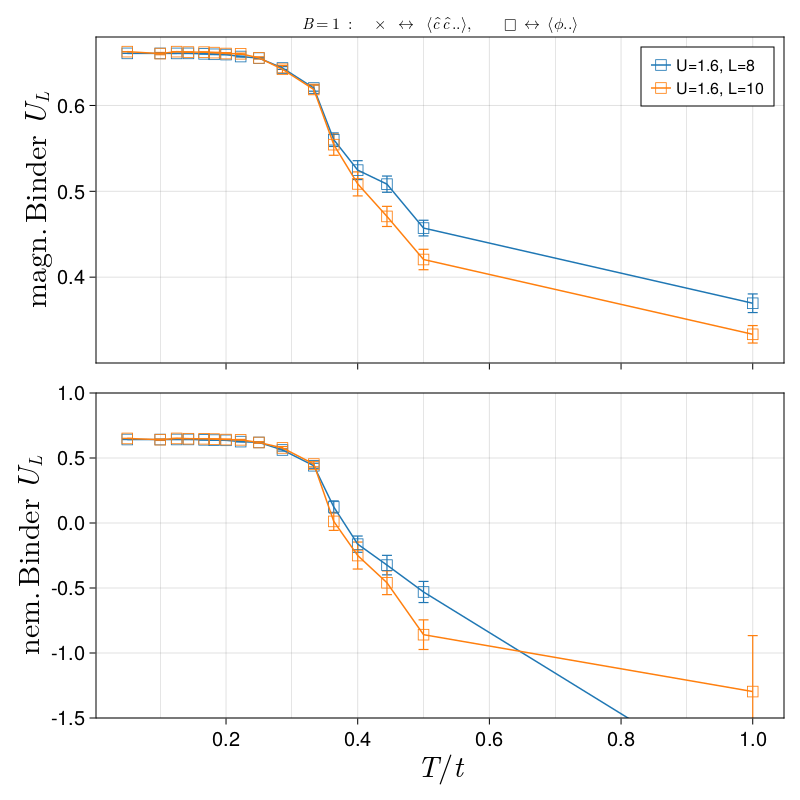 B = 1 : × ↔ ⟨ĉ ĉ ..⟩, □ ↔ ⟨ϕ..⟩
magn. Binder U_L
0.6
0.5
0.4
U=1.6, L=8
U=1.6, L=10
nem. Binder U_L
1.0
0.5
0.0
-0.5
-1.0
-1.5
0.2 0.4 0.6 0.8 1.0
T/t